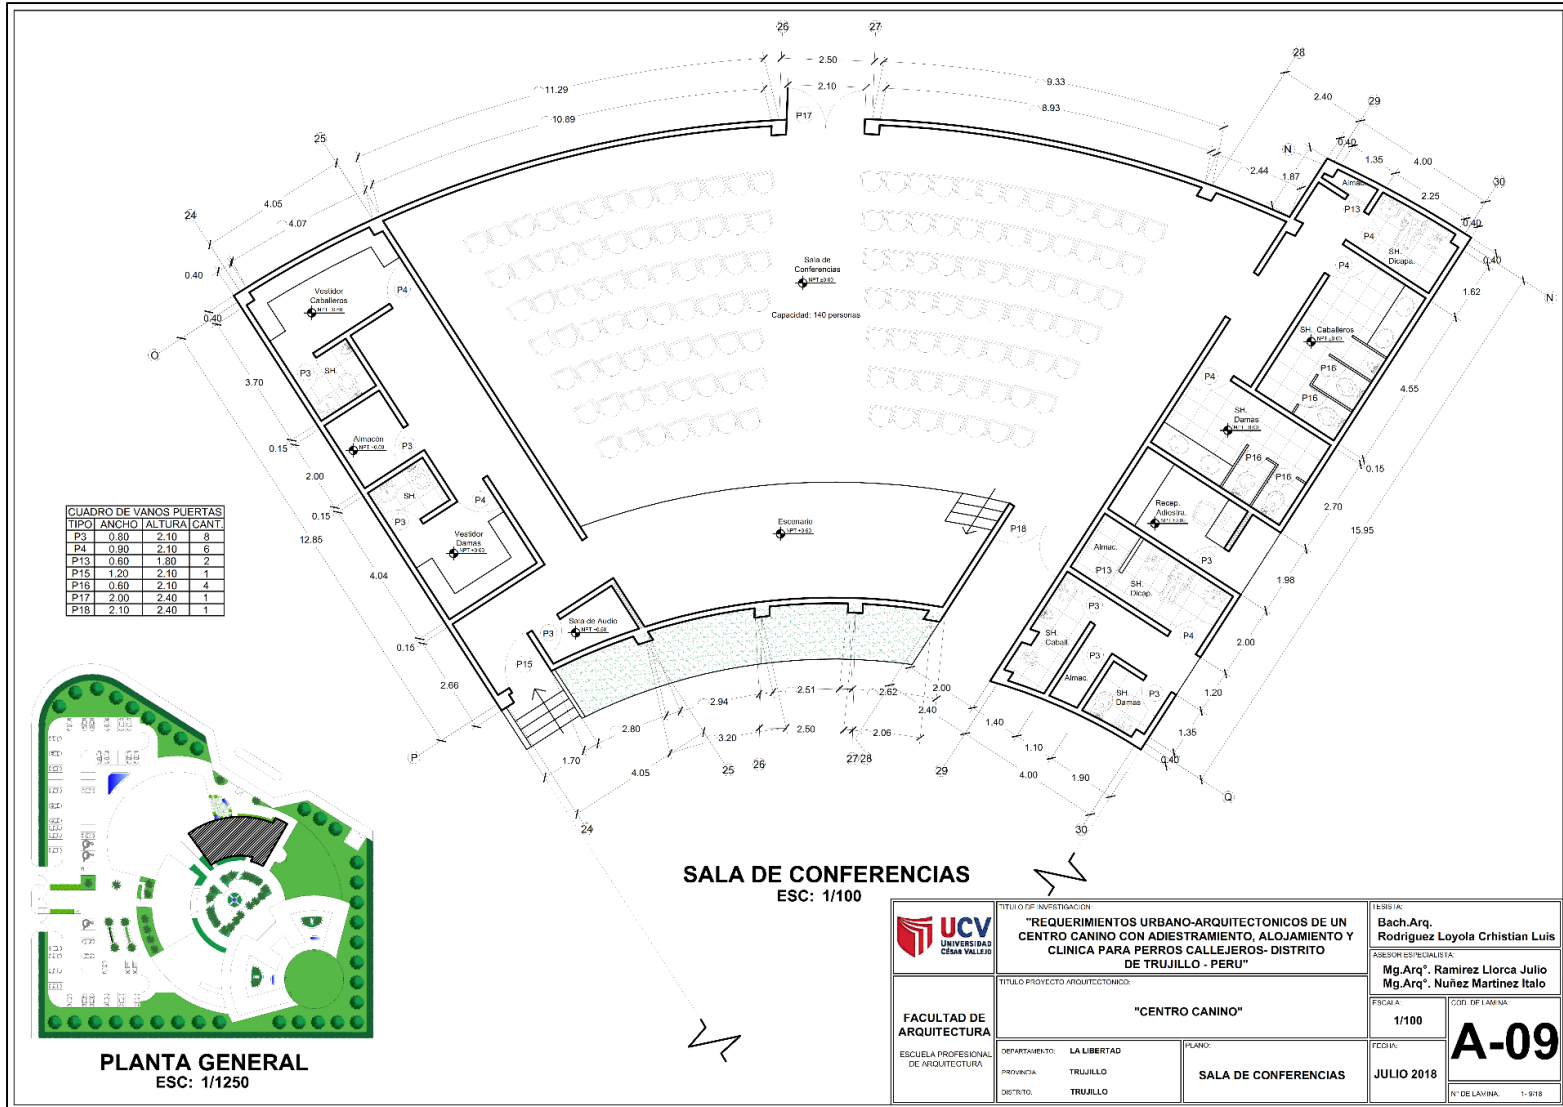 26
27
2.50
2.10
11.29
10.89
9.33
8.93
P17
28
2.40
29
0.40
1.35
4.00
N
2.44
1.87
30
2.25
0.40
25
4.05
4.07
24
0.40
0.40
O
Almac.
P13
P4
SH.
Dicapa.
0.40
1.62
N
P4
Vestidor
Caballeros
P4
Sala de
Conferencias
NPT ±0.00
Capacidad: 140 personas
SH. Caballeros
NPT ±0.00
P16
P16
3.70
P3
SH.
4.55
P4
SH.
Damas
P16
P16
Almacén
P3
0.15
0.15
2.00
SH.
P4
P3
0.15
12.85
Vestidor
Damas
Escenario
P18
Recep.
Adiestra.
2.70
15.95
Almac.
P13
P3
SH.
Dicap.
1.98
4.04
P3
SH.
Caball.
P4
P3
Almac.
SH.
Damas
P3
2.00
1.20
1.35
0.40
Sala de Audio
P3
P15
0.15
2.66
P
2.94
2.51
2.62
2.00
2.80
3.20
2.50
2.06
2.40
1.40
1.10
1.90
4.00
1.70
4.05
25
26
27
28
29
24
30
Q
CUADRO DE VANOS PUERTAS
TIPO ANCHO ALTURA CANT.
P3 0.80 2.10 8
P4 0.90 2.10 6
P13 0.60 1.80 2
P15 1.20 2.10 1
P16 0.60 2.10 4
P17 2.00 2.40 1
P18 2.10 2.40 1
SALA DE CONFERENCIAS
ESC: 1/100
PLANTA GENERAL
ESC: 1/1250
UCV
UNIVERSIDAD
CÉSAR VALLEJO
FACULTAD DE
ARQUITECTURA
ESCUELA PROFESIONAL
DE ARQUITECTURA
TITULO DE INVESTIGACION:
"REQUERIMIENTOS URBANO-ARQUITECTONICOS DE UN
CENTRO CANINO CON ADIESTRAMIENTO, ALOJAMIENTO Y
CLINICA PARA PERROS CALLEJEROS- DISTRITO
DE TRUJILLO - PERU"
TITULO PROYECTO ARQUITECTONICO:
"CENTRO CANINO"
DEPARTAMENTO: LA LIBERTAD
PROVINCIA: TRUJILLO
DISTRITO: TRUJILLO
PLANO:
SALA DE CONFERENCIAS
TESISTA:
Bach.Arq.
Rodriguez Loyola Crhistian Luis
ASESOR ESPECIALISTA:
Mg.Arq°. Ramirez Llorca Julio
Mg.Arq°. Nuñez Martinez Italo
ESCALA:
1/100
FECHA:
JULIO 2018
COD. DE LAMINA:
A-09
N° DE LAMINA: 1- 9/18